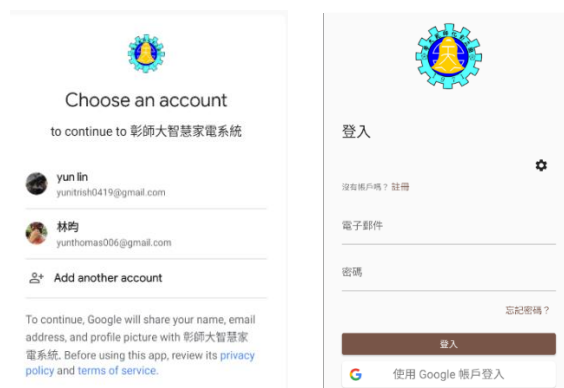 Choose an account
to continue to 彰師大智慧家電系統
yun lin
yunitrish0419@gmail.com
林昀
yunthomas006@gmail.com
Add another account
To continue, Google will share your name, email
address, and profile picture with 彰師大智慧家
電系統. Before using this app, review its privacy
policy and terms of service.
登入
沒有帳戶嗎？ 註冊
電子郵件
密碼
忘記密碼？
登入
使用 Google 帳戶登入